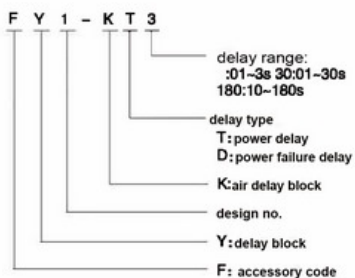 F Y 1 - K T 3
delay range:
:01~3s 30:01~30s
180:10~180s
delay type
T:power delay
D:power failure delay
K:air delay block
design no.
Y:delay block
F: accessory code